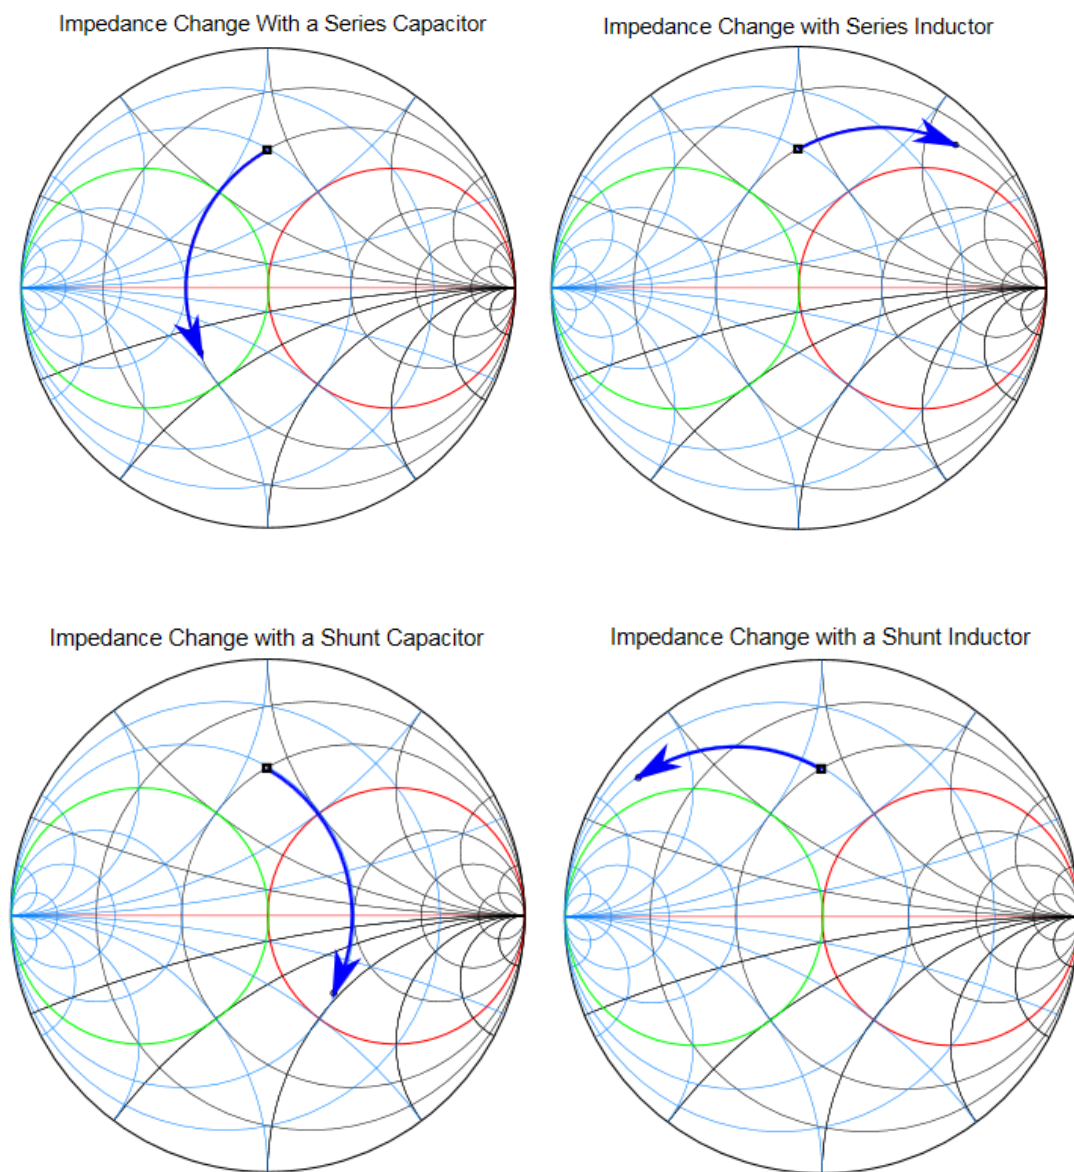 Impedance Change With a Series Capacitor
Impedance Change with Series Inductor
Impedance Change with a Shunt Capacitor
Impedance Change with a Shunt Inductor